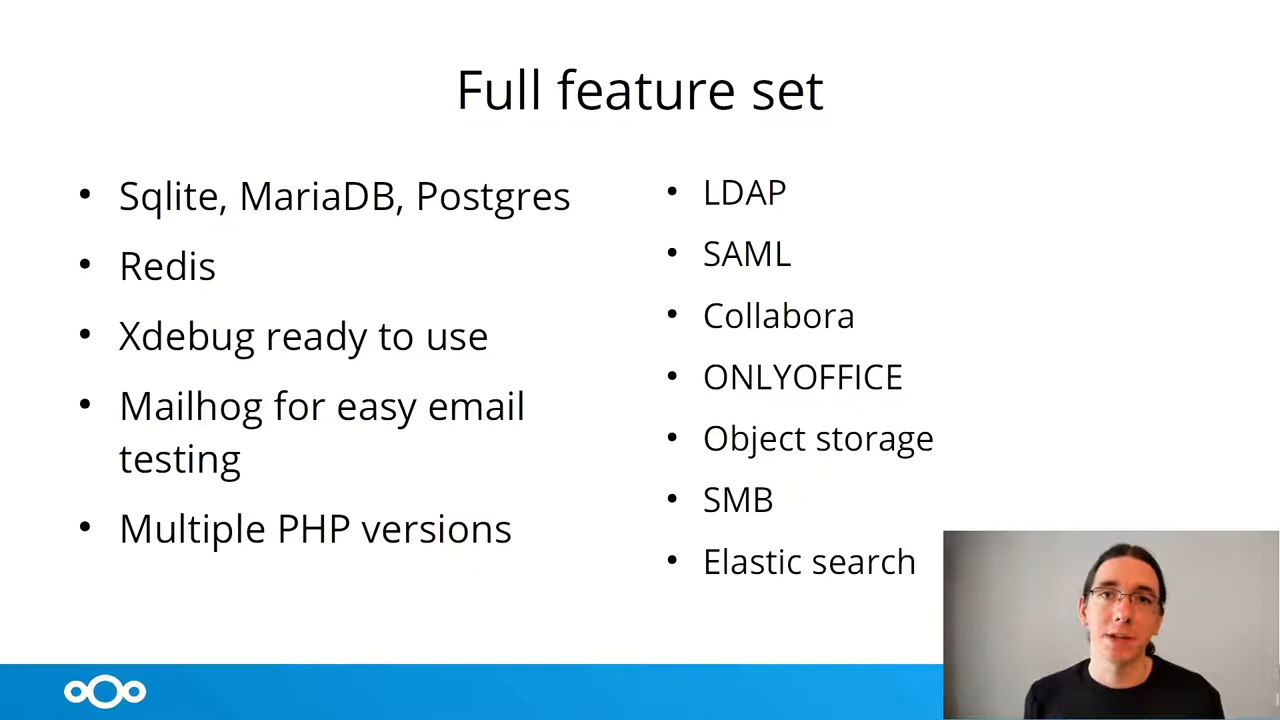 Full feature set
• Sqlite, MariaDB, Postgres
• Redis
• Xdebug ready to use
• Mailhog for easy email
testing
• Multiple PHP versions
• LDAP
• SAML
• Collabora
• ONLYOFFICE
• Object storage
• SMB
• Elastic search